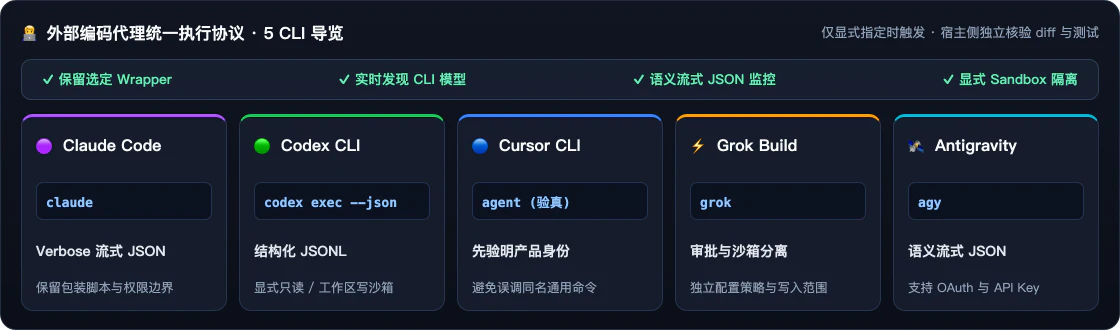 外部编码代理统一执行协议 · 5 CLI 导览
仅显式指定时触发 · 宿主侧独立核验 diff 与测试
✓ 保留选定 Wrapper
✓ 实时发现 CLI 模型
✓ 语义流式 JSON 监控
✓ 显式 Sandbox 隔离
Claude Code
claude
Verbose 流式 JSON
保留包装脚本与权限边界
Codex CLI
codex exec --json
结构化 JSONL
显式只读 / 工作区写沙箱
Cursor CLI
agent (验真)
先验明产品身份
避免误调同名通用命令
Grok Build
grok
审批与沙箱分离
独立配置策略与写入范围
Antigravity
agy
语义流式 JSON
支持 OAuth 与 API Key